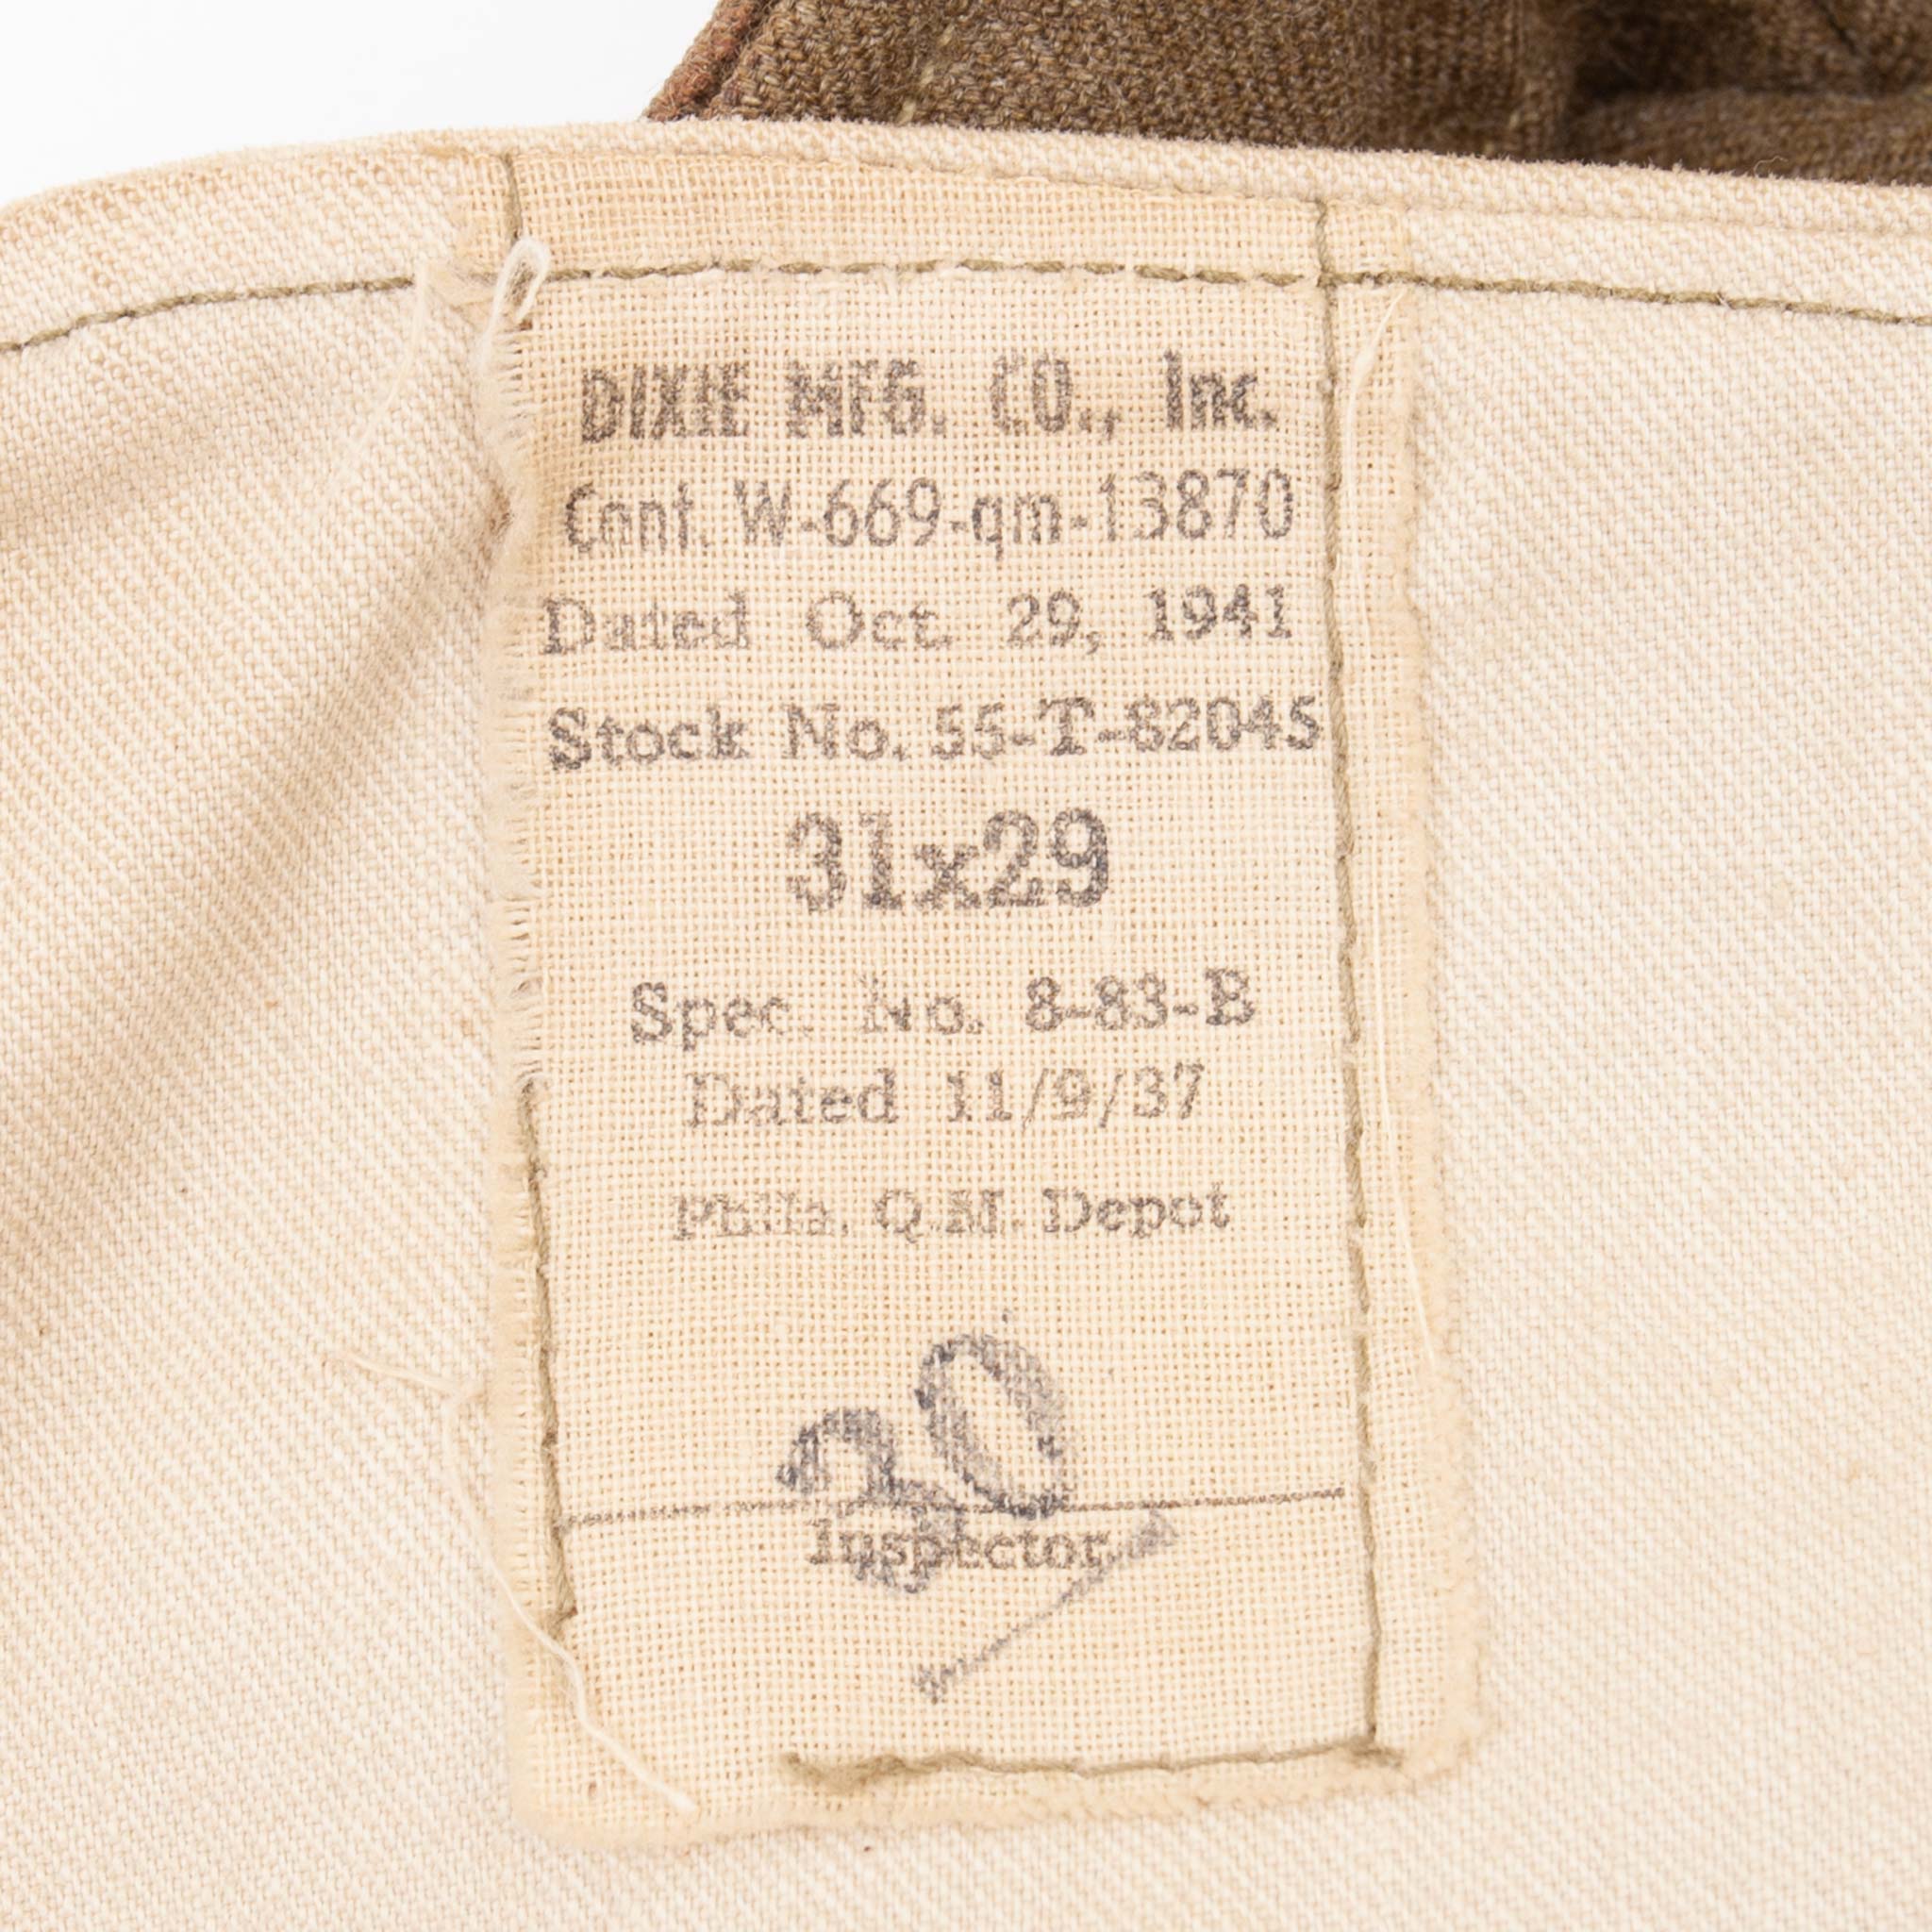 DIXIE MFG. CO., Inc.
Cont. W-669-qm-13870
Dated Oct. 29, 1941
Stock No. 55-T-82045
31x29
Spec. No. 8-83-B
Dated 11/9/37
Phila. Q.M. Depot
20
Inspector